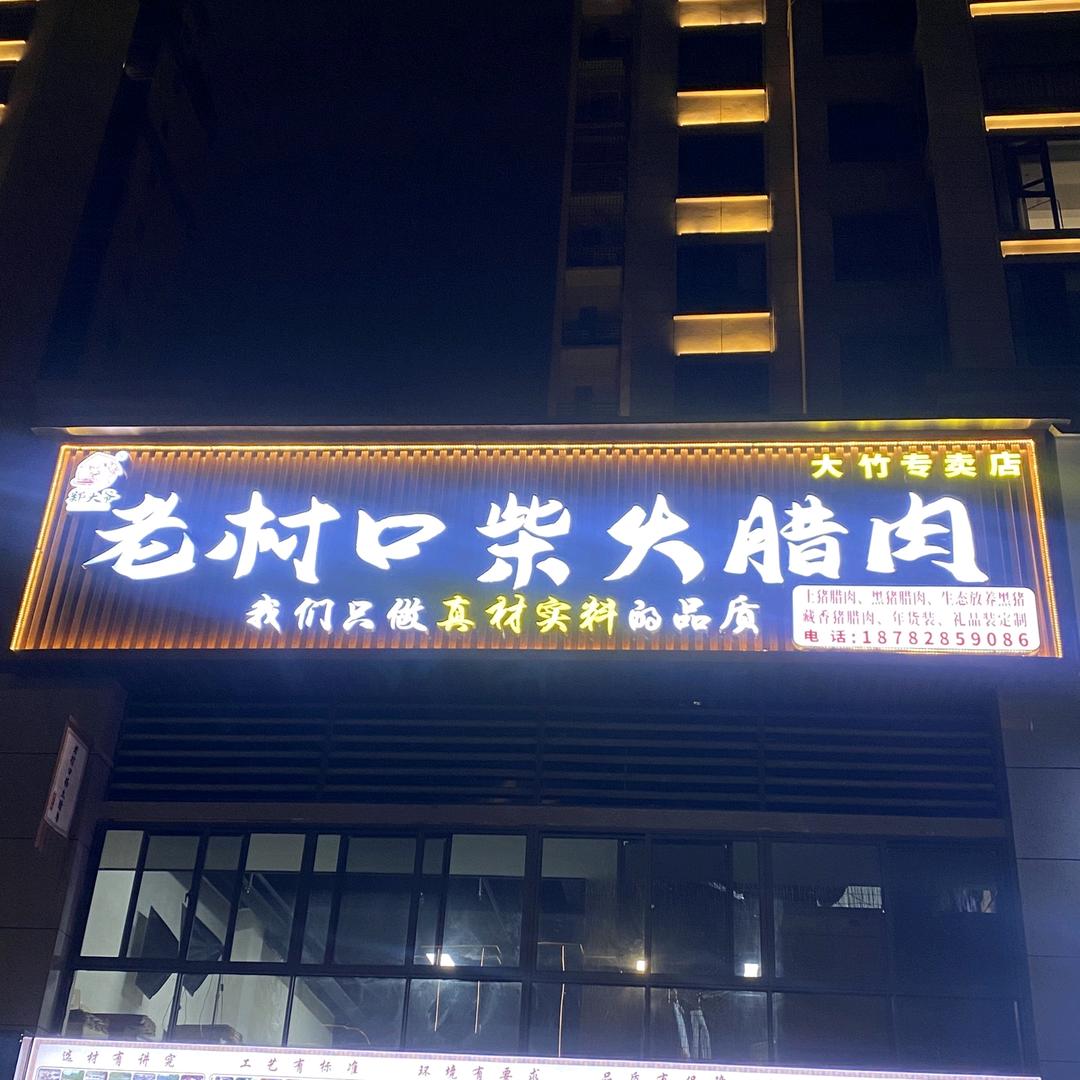 大竹专卖店
郑大爷
老村口柴火腊肉
我们只做真材实料的品质
土猪腊肉、黑猪腊肉、生态放养黑猪
藏香猪腊肉、年货装、礼品装定制
电话:18782859086
选材有讲究 工艺有标准 环境有要求